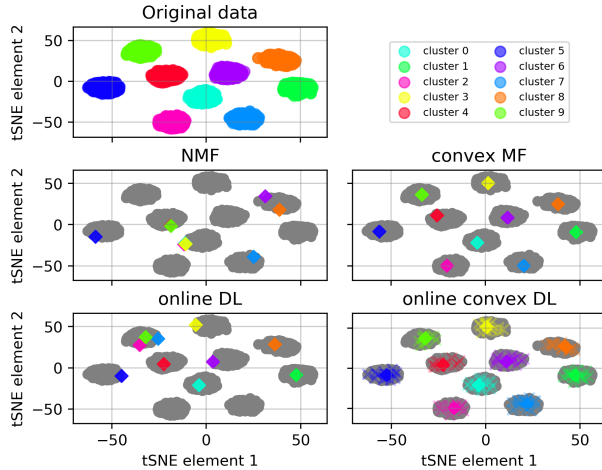 Original data
tSNE element 2
50
0
−50
cluster 0
cluster 1
cluster 2
cluster 3
cluster 4
cluster 5
cluster 6
cluster 7
cluster 8
cluster 9
NMF
convex MF
tSNE element 2
50
0
−50
online DL
online convex DL
tSNE element 2
50
0
−50
−50
0
50
−50
0
50
tSNE element 1
tSNE element 1